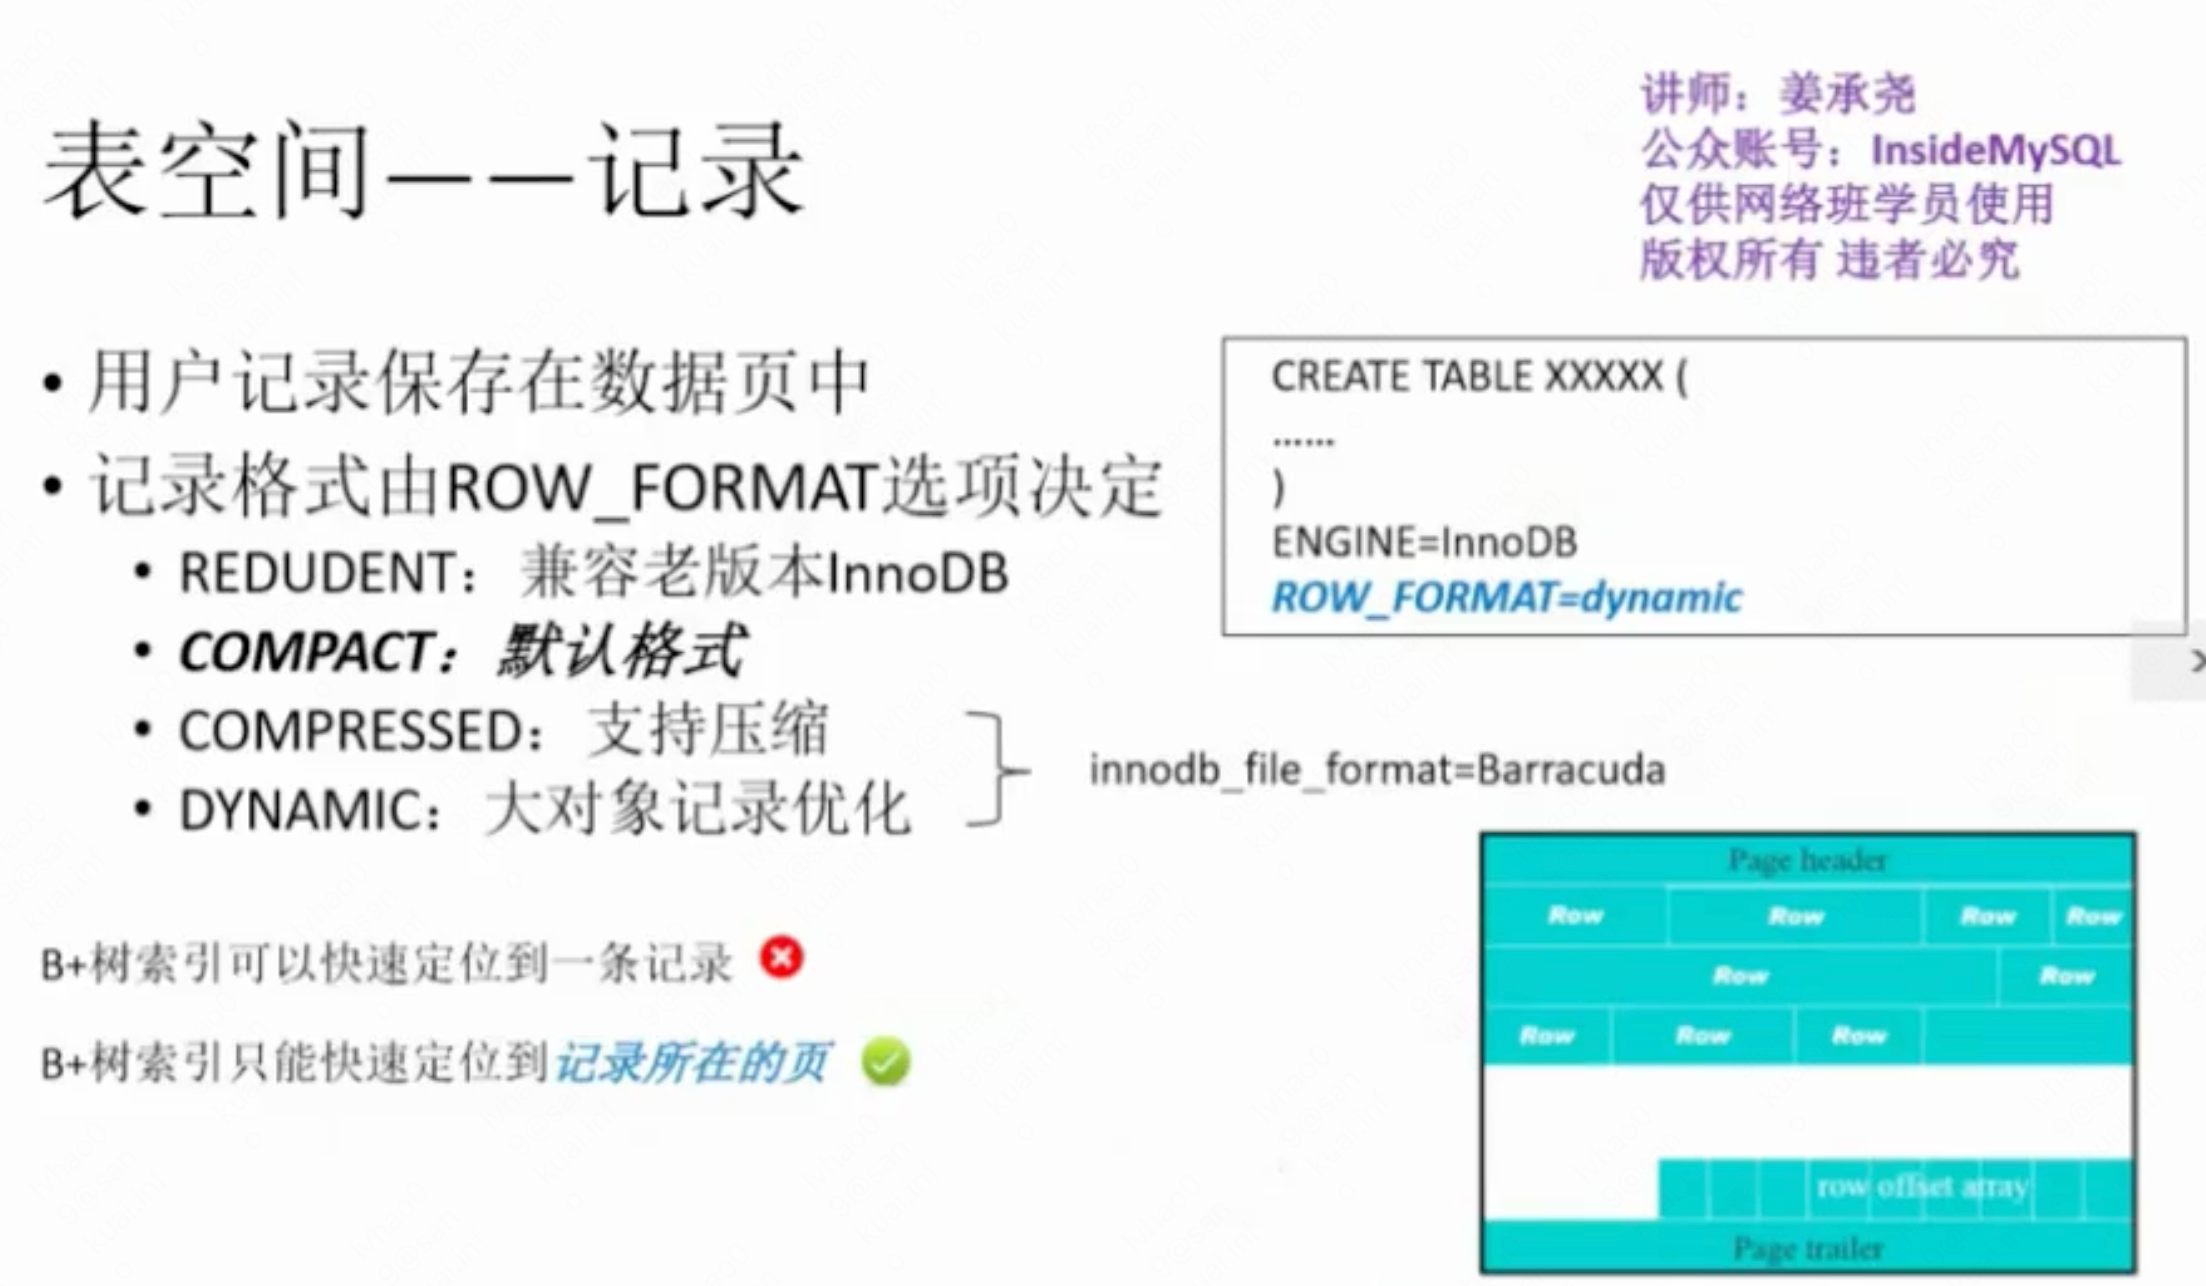 讲师：姜承尧
公众账号：InsideMySQL
仅供网络班学员使用
版权所有 违者必究
表空间——记录
• 用户记录保存在数据页中
• 记录格式由ROW_FORMAT选项决定
• REDUDENT： 兼容老版本InnoDB
• COMPACT： 默认格式
• COMPRESSED： 支持压缩
• DYNAMIC： 大对象记录优化
innodb_file_format=Barracuda
CREATE TABLE XXXXX (
......
)
ENGINE=InnoDB
ROW_FORMAT=dynamic
B+树索引可以快速定位到一条记录
B+树索引只能快速定位到记录所在的页
Page header
Row Row Row Row
Row Row
Row Row Row
row offset array
Page trailer